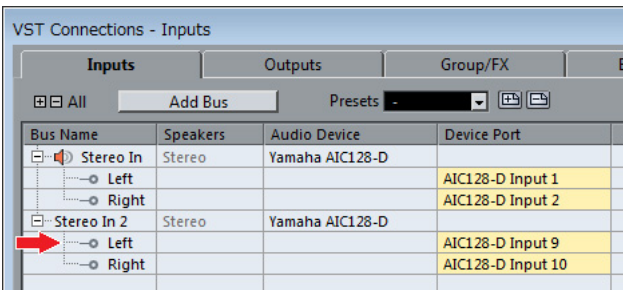 VST Connections - Inputs
Inputs Outputs Group/FX
All Add Bus Presets -
Bus Name Speakers Audio Device Device Port
Stereo In Stereo Yamaha AIC128-D
Left AIC128-D Input 1
Right AIC128-D Input 2
Stereo In 2 Stereo Yamaha AIC128-D
Left AIC128-D Input 9
Right AIC128-D Input 10